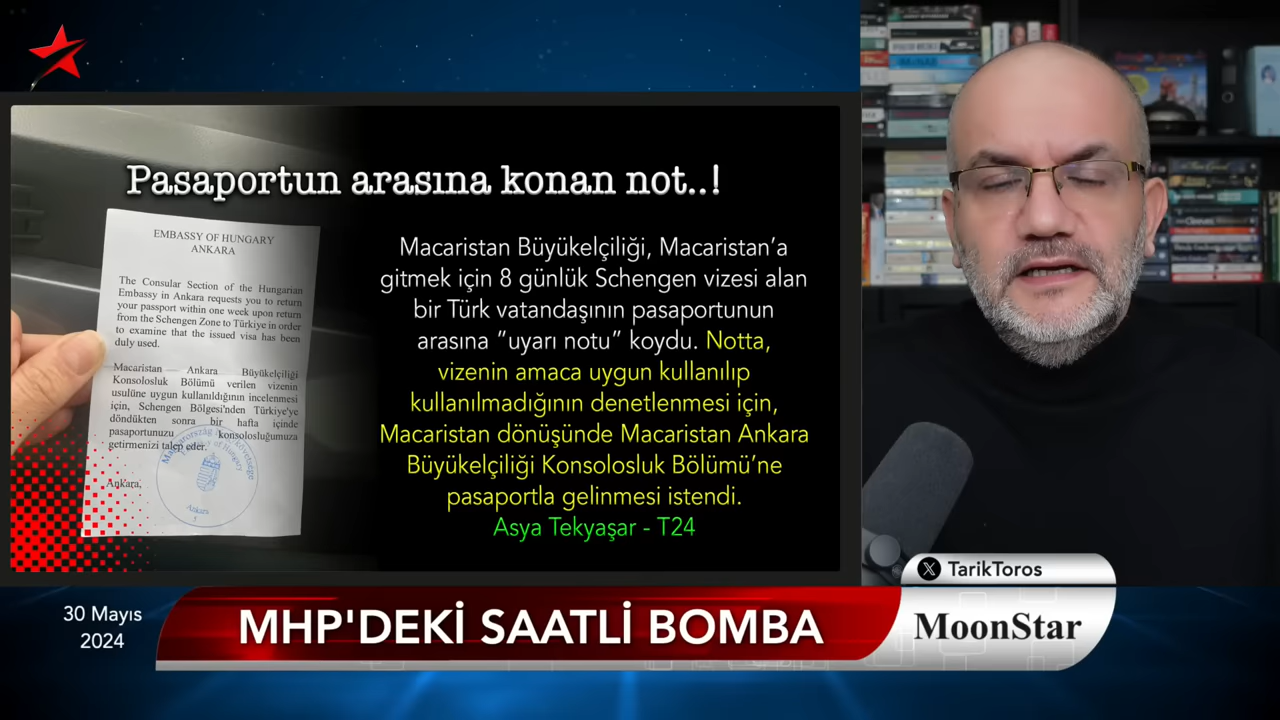 Pasaportun arasına konan not..!
EMBASSY OF HUNGARY
ANKARA
The Consular Section of the Hungarian
Embassy in Ankara requests you to return
your passport within one week upon return
from the Schengen Zone to Türkiye in order
to examine that the issued visa has been
duly used.
Macaristan Ankara Büyükelçiliği
Konsolosluk Bölümü verilen vizenin
usulüne uygun kullanıldığının incelenmesi
için, Schengen Bölgesi'nden Türkiye'ye
döndükten sonra bir hafta içinde
pasaportunuzu konsolosluğumuza
getirmenizi talep eder.
Ankara,
Ankara
Macaristan Büyükelçiliği, Macaristan'a
gitmek için 8 günlük Schengen vizesi alan
bir Türk vatandaşının pasaportunun
arasına "uyarı notu" koydu. Notta,
vizenin amaca uygun kullanılıp
kullanılmadığının denetlenmesi için,
Macaristan dönüşünde Macaristan Ankara
Büyükelçiliği Konsolosluk Bölümü'ne
pasaportla gelinmesi istendi.
Asya Tekyaşar - T24
TarikToros
30 Mayıs
2024
MHP'DEKİ SAATLİ BOMBA
MoonStar